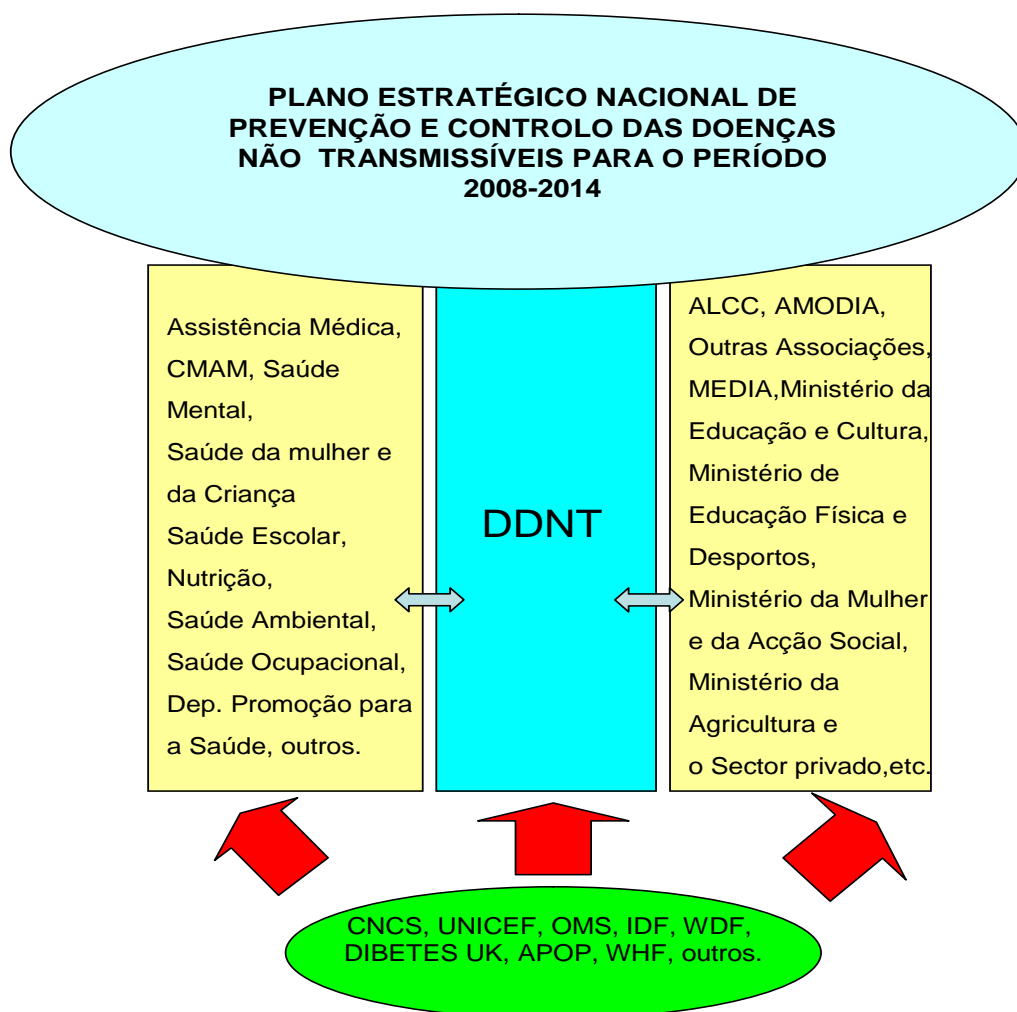 PLANO ESTRATÉGICO NACIONAL DE
PREVENÇÃO E CONTROLO DAS DOENÇAS
NÃO TRANSMISSÍVEIS PARA O PERÍODO
2008-2014
Assistência Médica,
CMAM, Saúde
Mental,
Saúde da mulher e
da Criança
Saúde Escolar,
Nutrição,
Saúde Ambiental,
Saúde Ocupacional,
Dep. Promoção para
a Saúde, outros.
DDNT
ALCC, AMODIA,
Outras Associações,
MEDIA,Ministério da
Educação e Cultura,
Ministério de
Educação Física e
Desportos,
Ministério da Mulher
e da Acção Social,
Ministério da
Agricultura e
o Sector privado,etc.
CNCS, UNICEF, OMS, IDF, WDF,
DIBETES UK, APOP, WHF, outros.